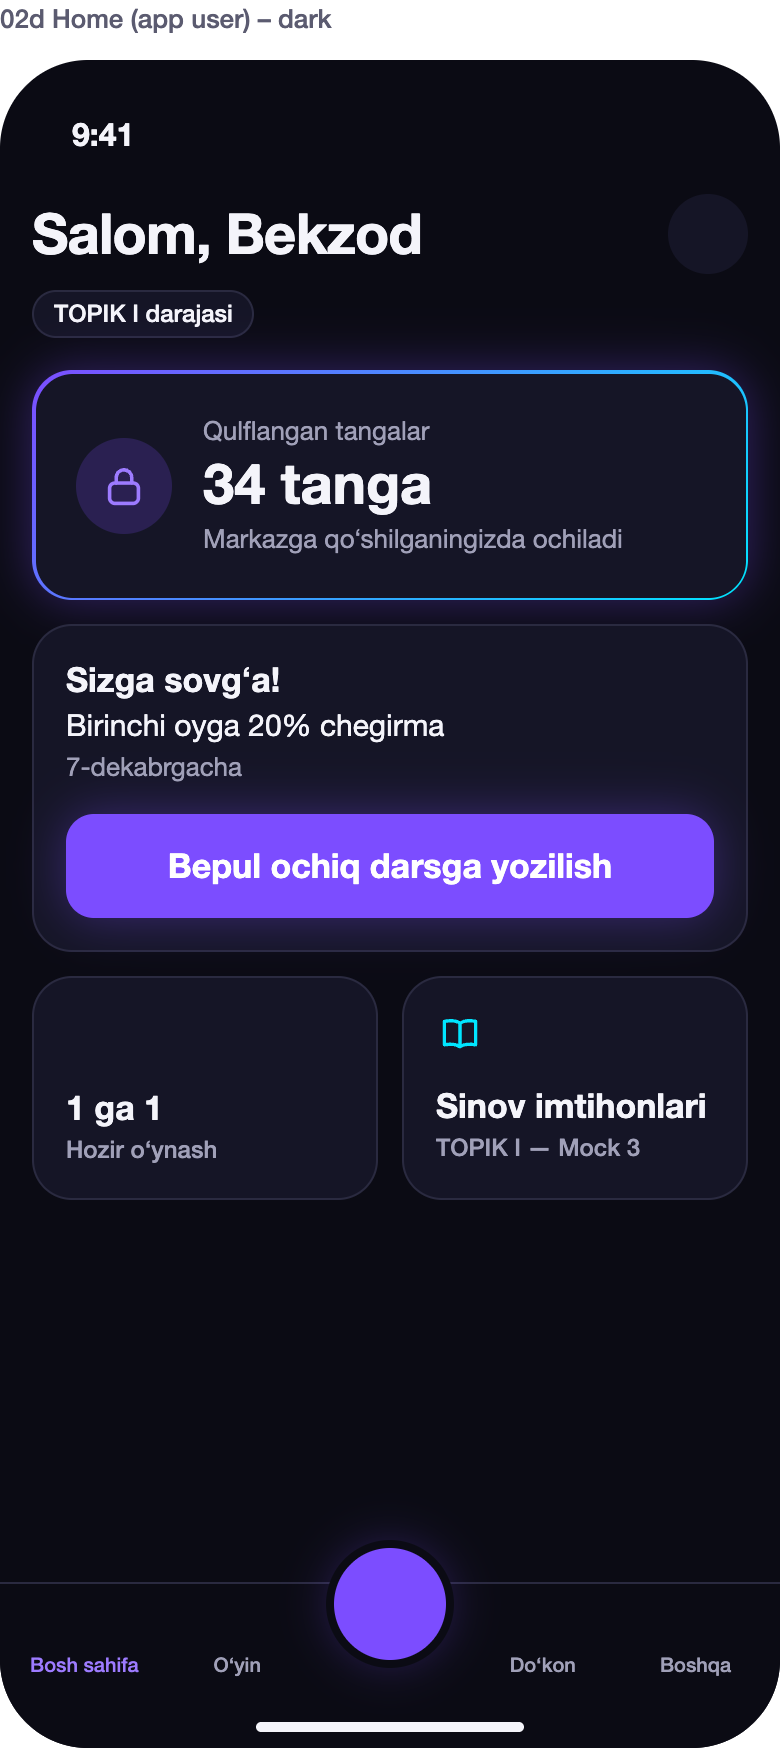 02d Home (app user) – dark
9:41
Salom, Bekzod
TOPIK I darajasi
Qulflangan tangalar
34 tanga
Markazga qo‘shilganingizda ochiladi
Sizga sovg‘a!
Birinchi oyga 20% chegirma
7-dekabrgacha
Bepul ochiq darsga yozilish
1 ga 1
Hozir o‘ynash
Sinov imtihonlari
TOPIK I — Mock 3
Bosh sahifa
O‘yin
Do‘kon
Boshqa